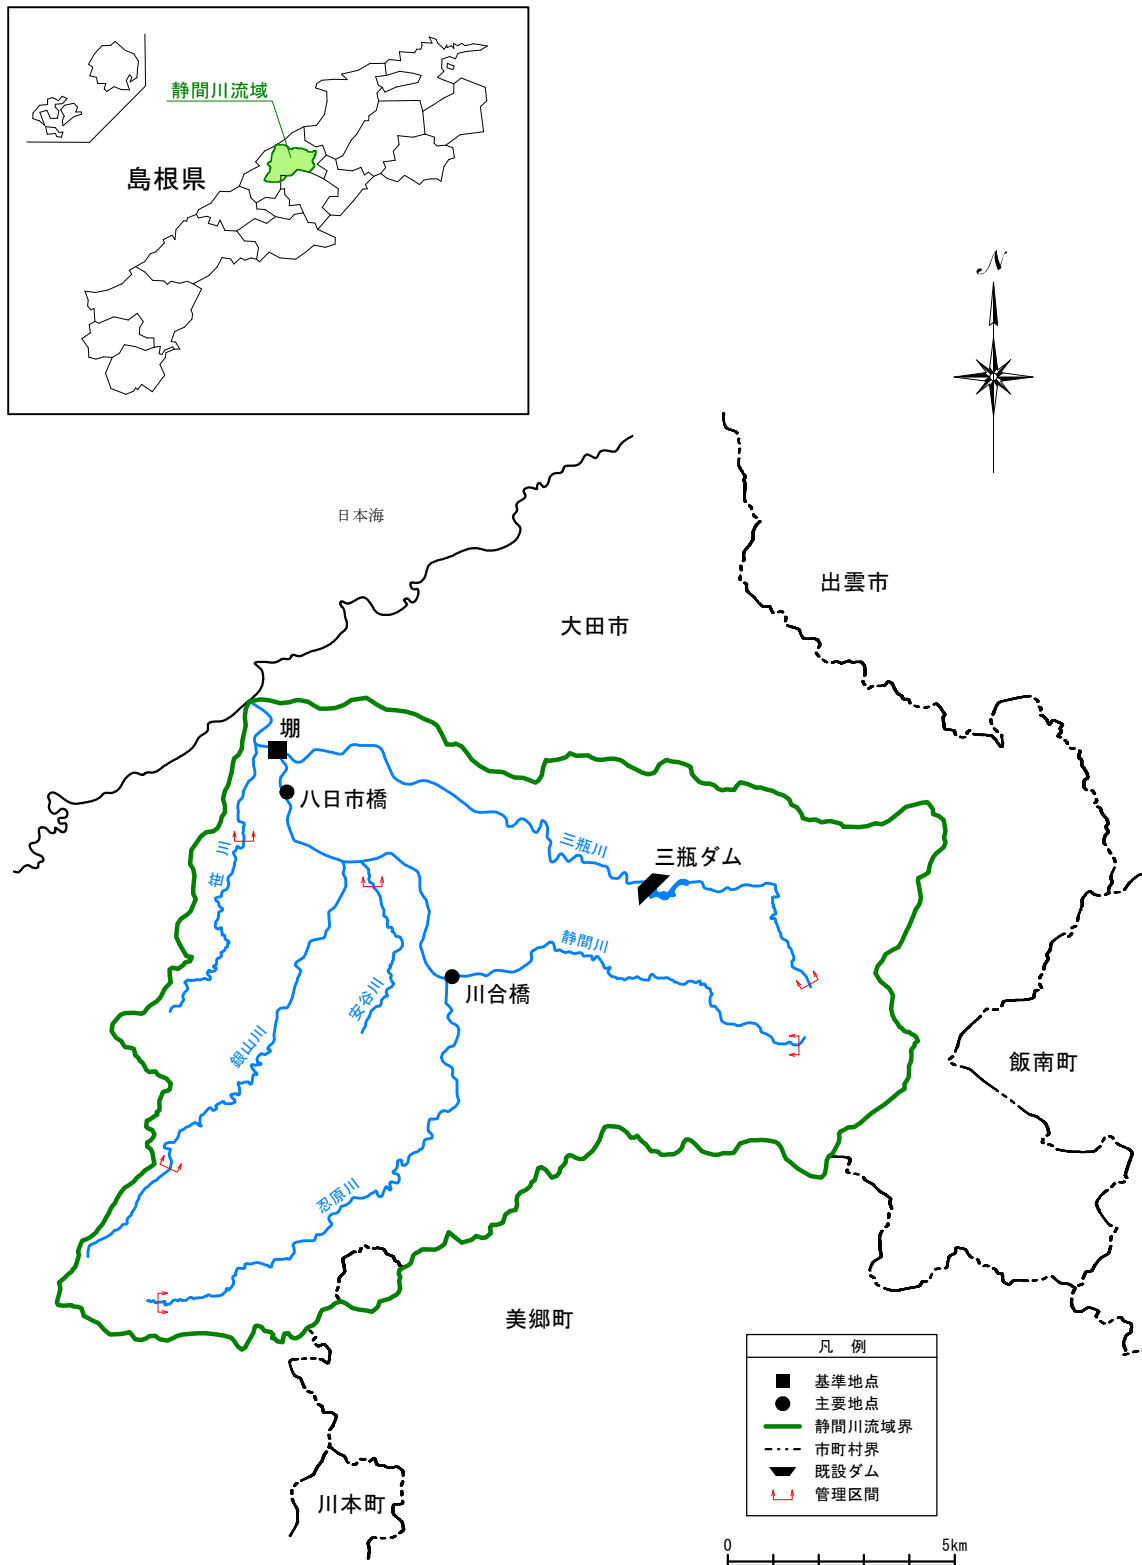 静間川流域
島根県
N
日本海
出雲市
大田市
堋
八日市橋
三瓶川
三瓶ダム
笹川
静間川
川合橋
安谷川
銀山川
飯南町
忍原川
美郷町
川本町
凡 例
基準地点
主要地点
静間川流域界
市町村界
既設ダム
管理区間
0 5km